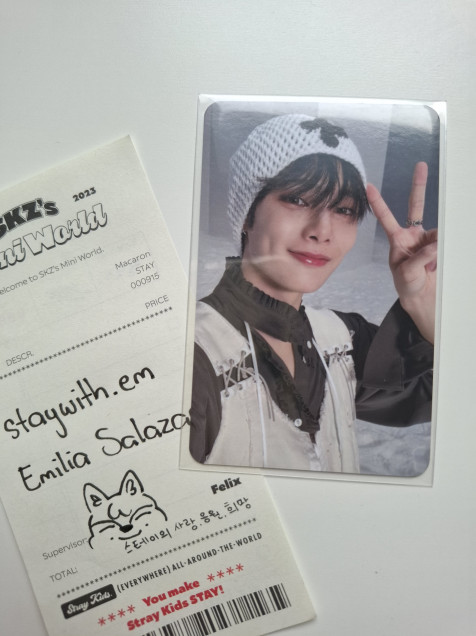 SKZ's
2023
Mini World
elcome to SKZ's Mini World.
Macaron
STAY
000915
DESCR.
PRICE
staywith.em
Emilia Salaza
Felix
Supervisor
스테이의 사랑.응원.희망
TOTAL:
Stray Kids (EVERYWHERE) ALL-AROUND-THE-WORLD
**** You make ****
Stray Kids STAY!